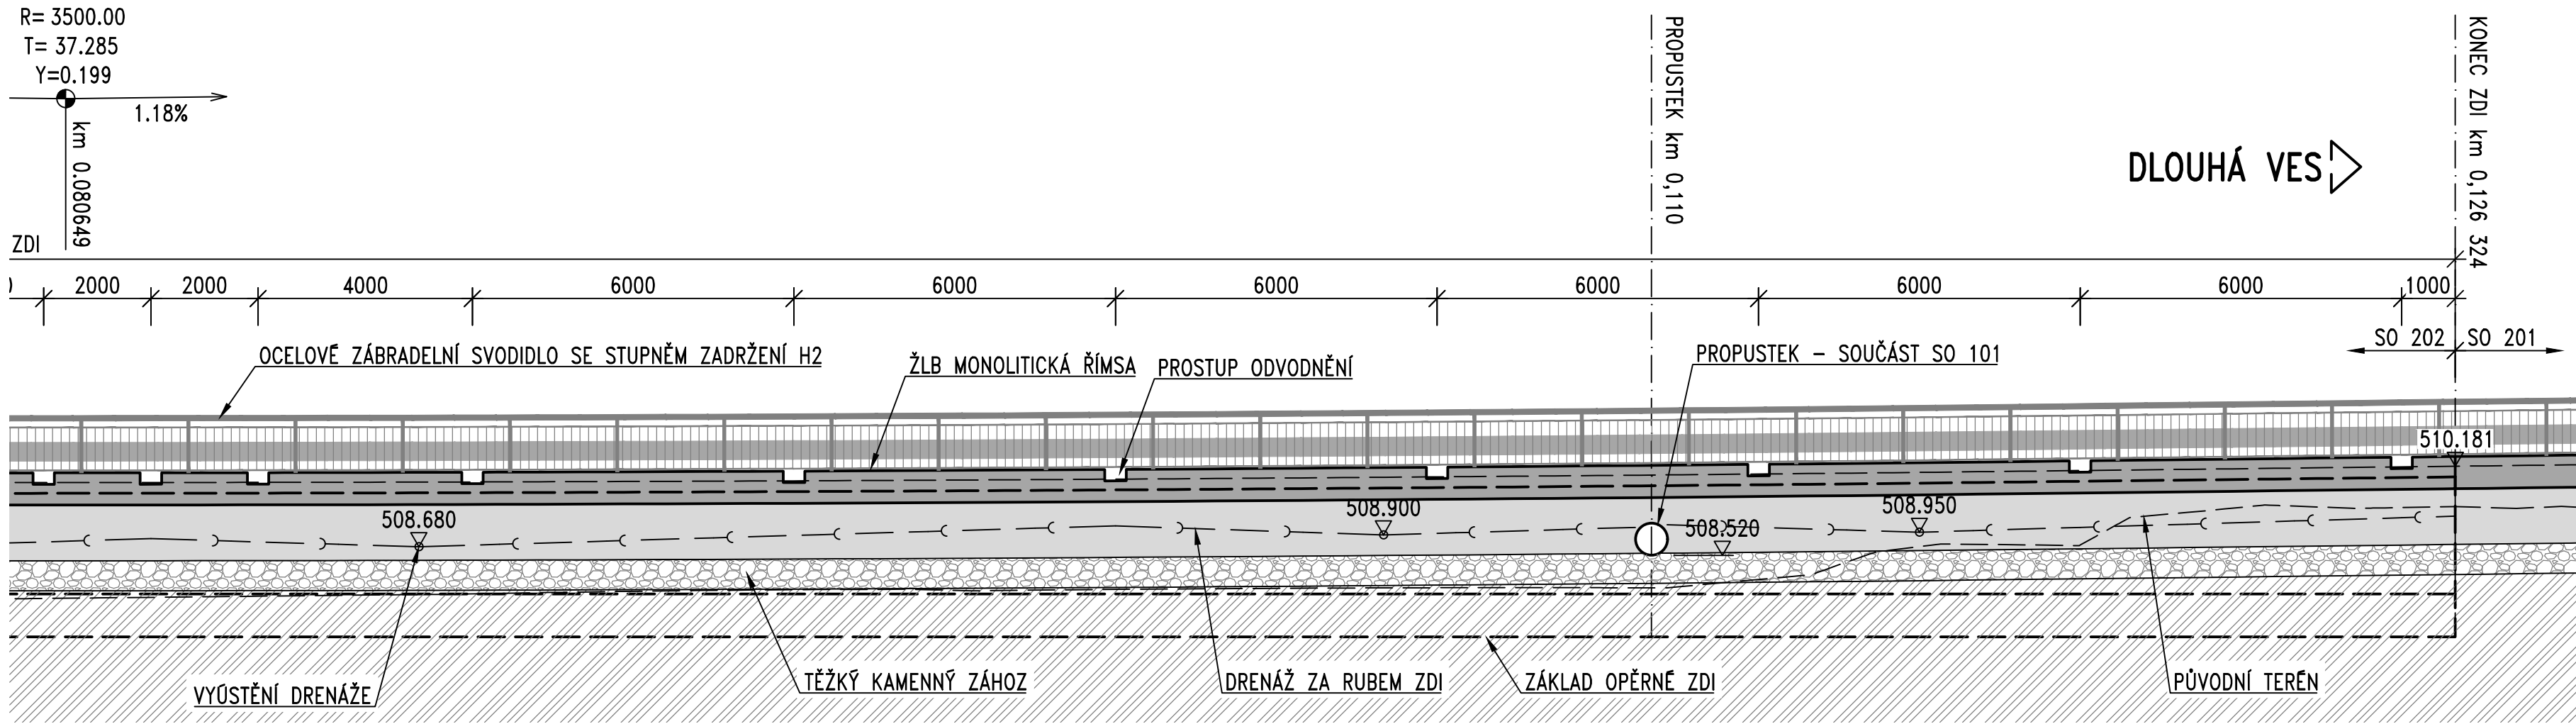 R= 3500.00
T= 37.285
Y=0.199
1.18%
km 0.080649
PROPUSTEK km 0,110
KONEC ZDI km 0,126 324
DLOUHÁ VES
ZDI
2000 2000 4000 6000 6000 6000 6000 6000 6000 1000
SO 202 SO 201
OCELOVÉ ZÁBRADELNÍ SVODIDLO SE STUPNĚM ZADRŽENÍ H2
ŽLB MONOLITICKÁ ŘÍMSA
PROSTUP ODVODNĚNÍ
PROPUSTEK – SOUČÁST SO 101
510.181
508.680
508.900
508.520
508.950
VYÚSTĚNÍ DRENÁŽE
TĚŽKÝ KAMENNÝ ZÁHOZ
DRENÁŽ ZA RUBEM ZDI
ZÁKLAD OPĚRNÉ ZDI
PŮVODNÍ TERÉN